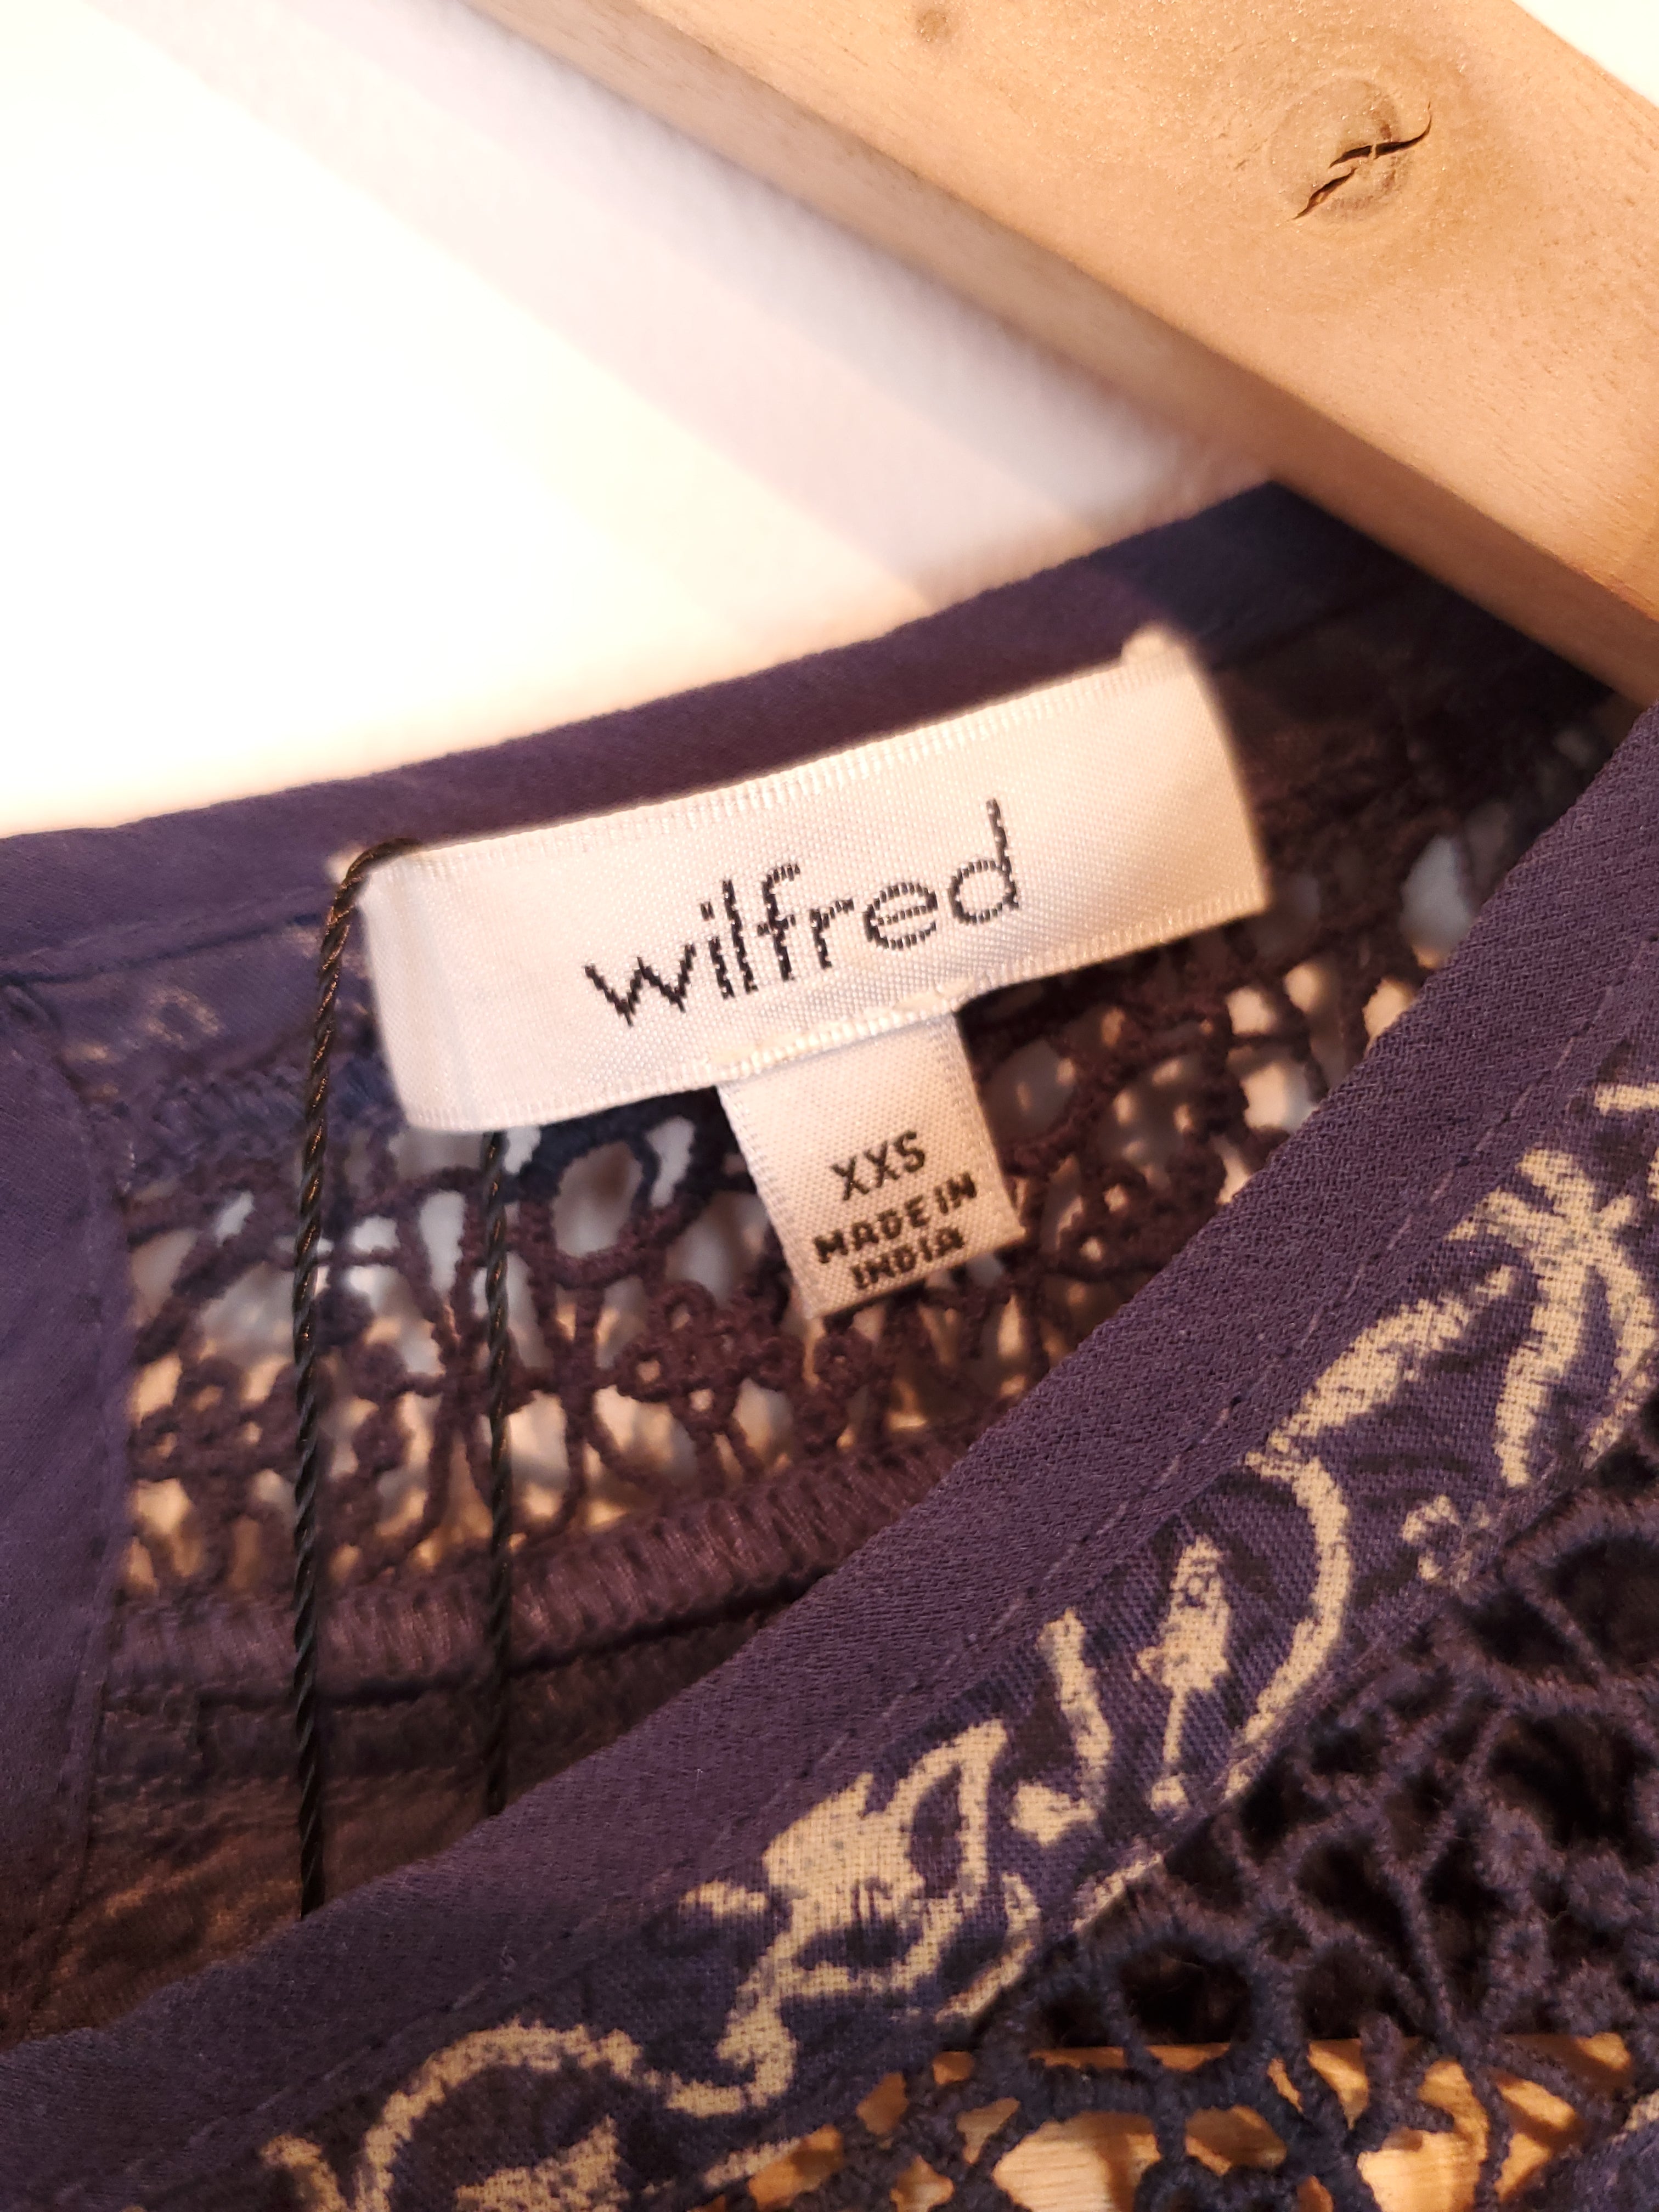 wilfred
XXS
MADE IN
INDIA